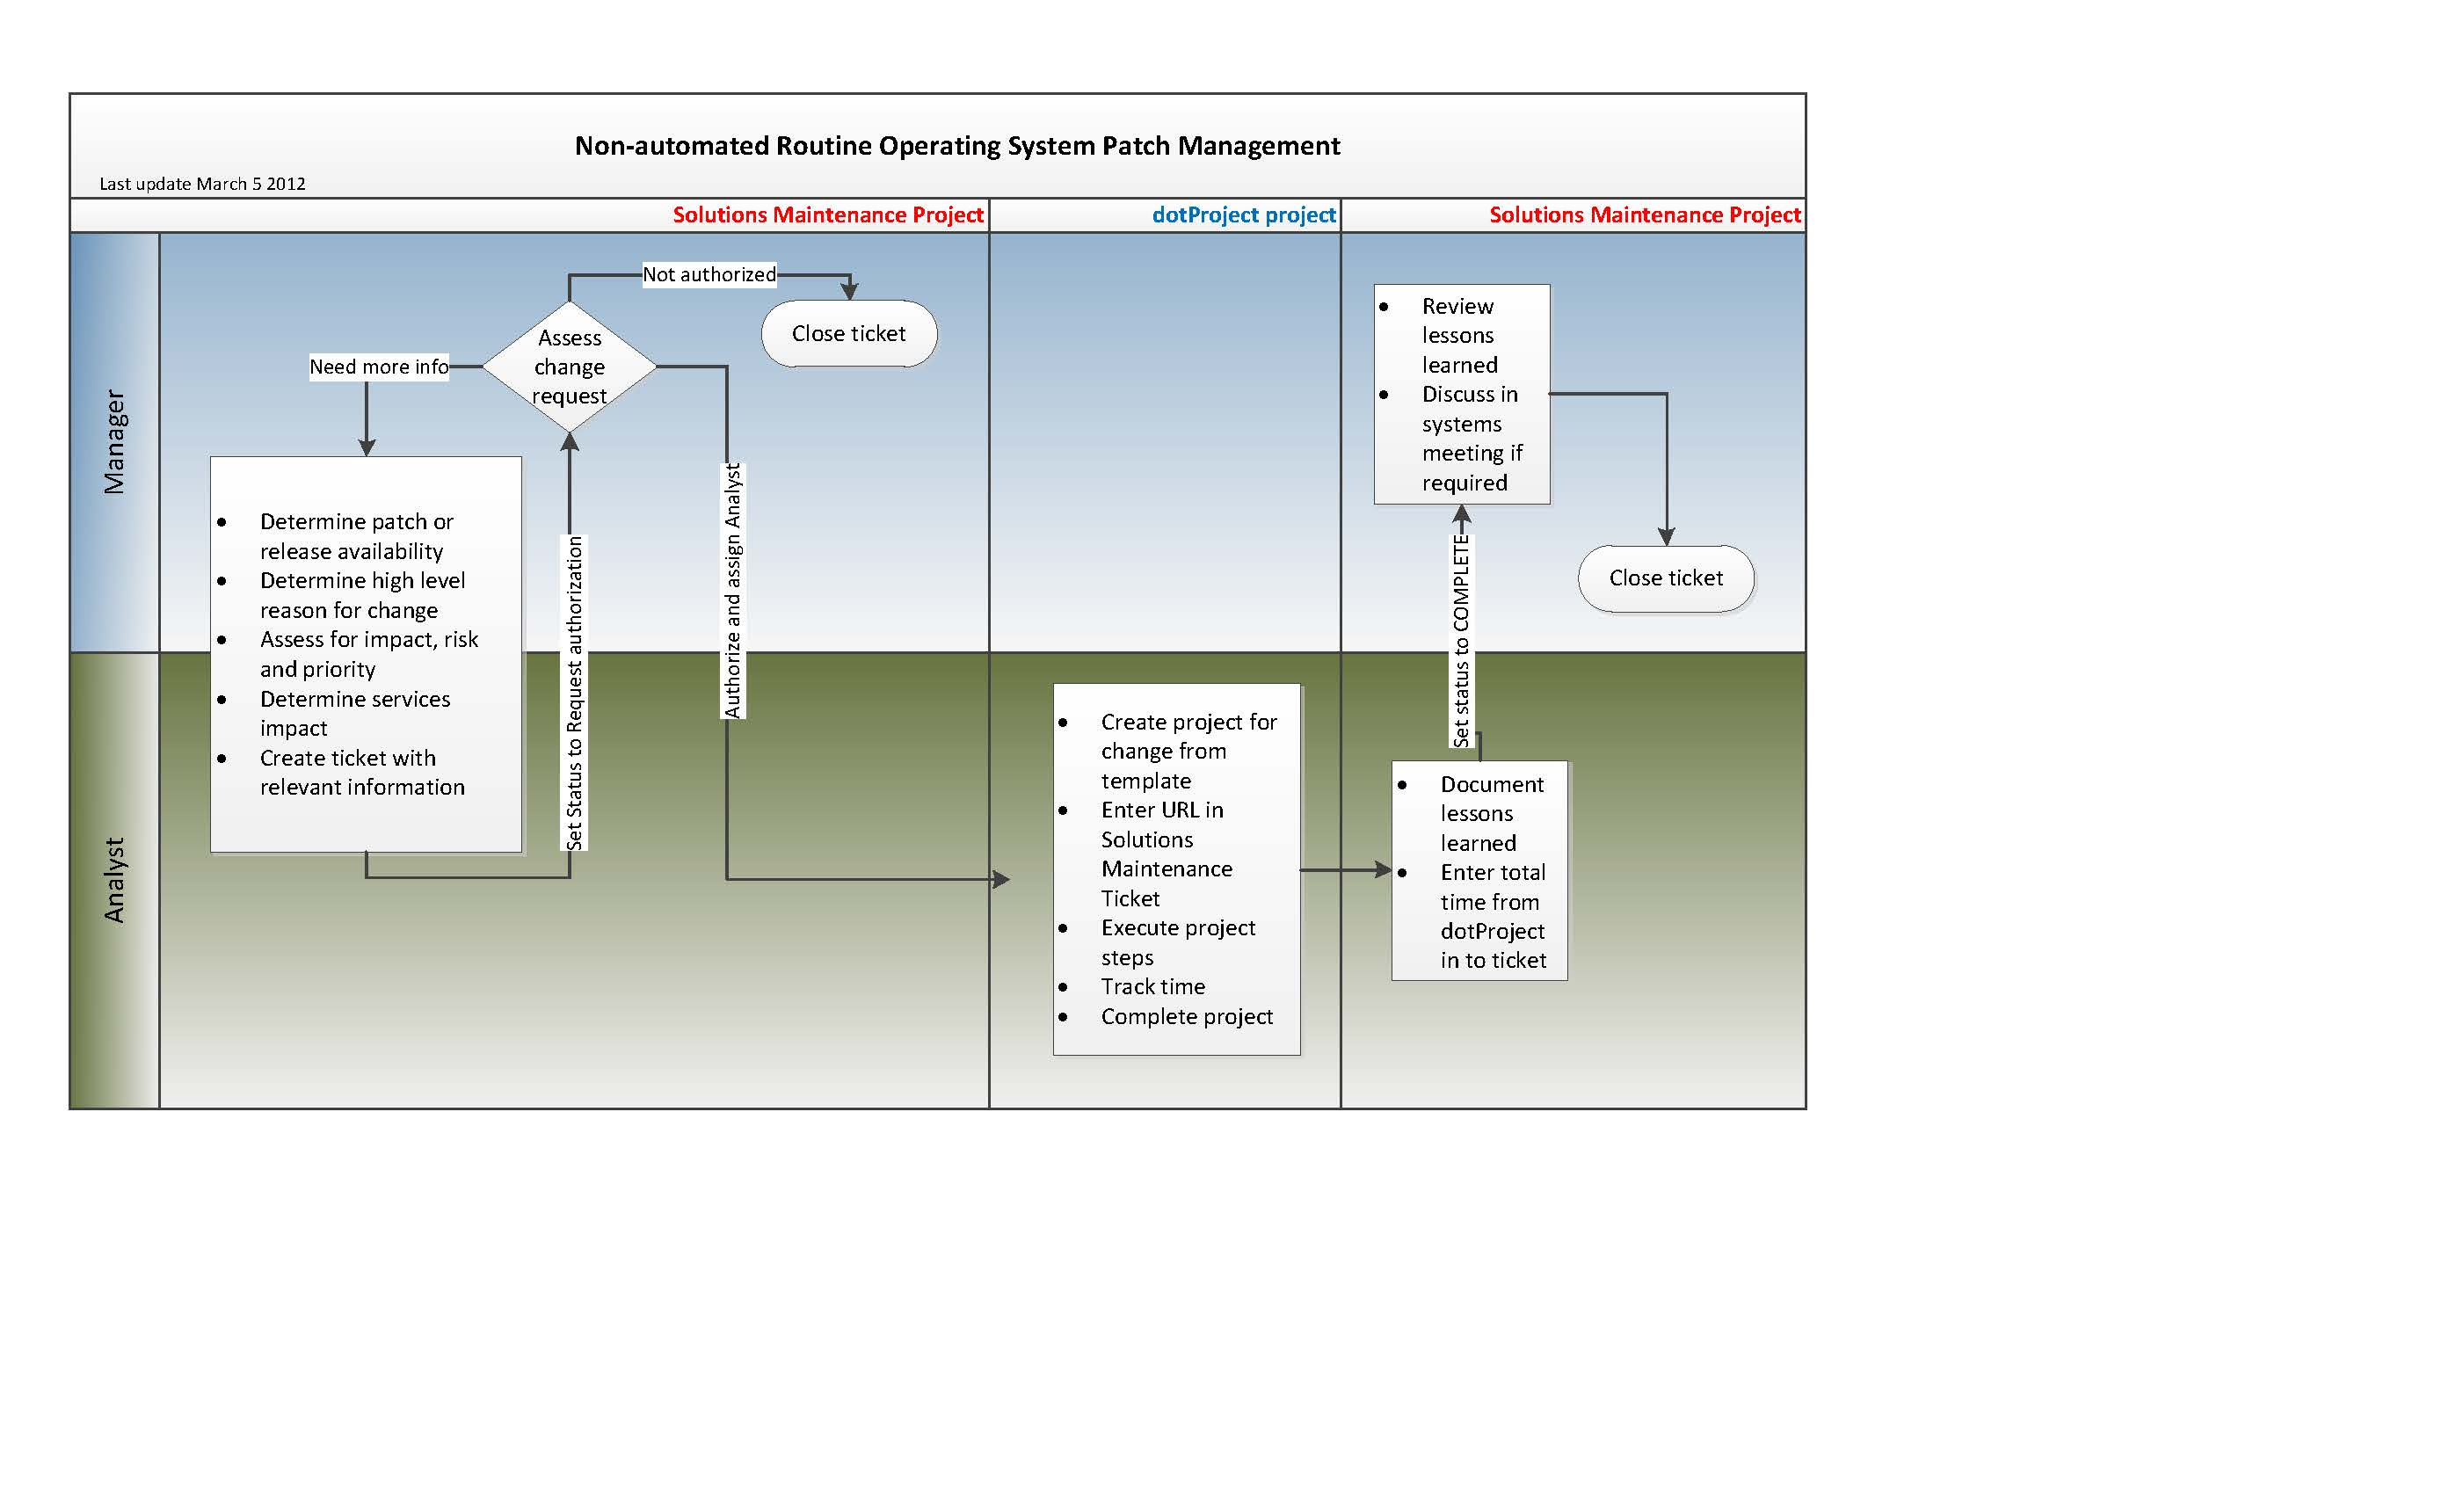 Non-automated Routine Operating System Patch Management
Last update March 5 2012
Solutions Maintenance Project
dotProject project
Solutions Maintenance Project
Manager
Not authorized
Close ticket
Assess
change
request
Need more info
• Determine patch or
release availability
• Determine high level
reason for change
• Assess for impact, risk
and priority
• Determine services
impact
• Create ticket with
relevant information
Set Status to Request authorization
Authorize and assign Analyst
• Review
lessons
learned
• Discuss in
systems
meeting if
required
Close ticket
Set status to COMPLETE
Analyst
• Create project for
change from
template
• Enter URL in
Solutions
Maintenance
Ticket
• Execute project
steps
• Track time
• Complete project
• Document
lessons
learned
• Enter total
time from
dotProject
in to ticket